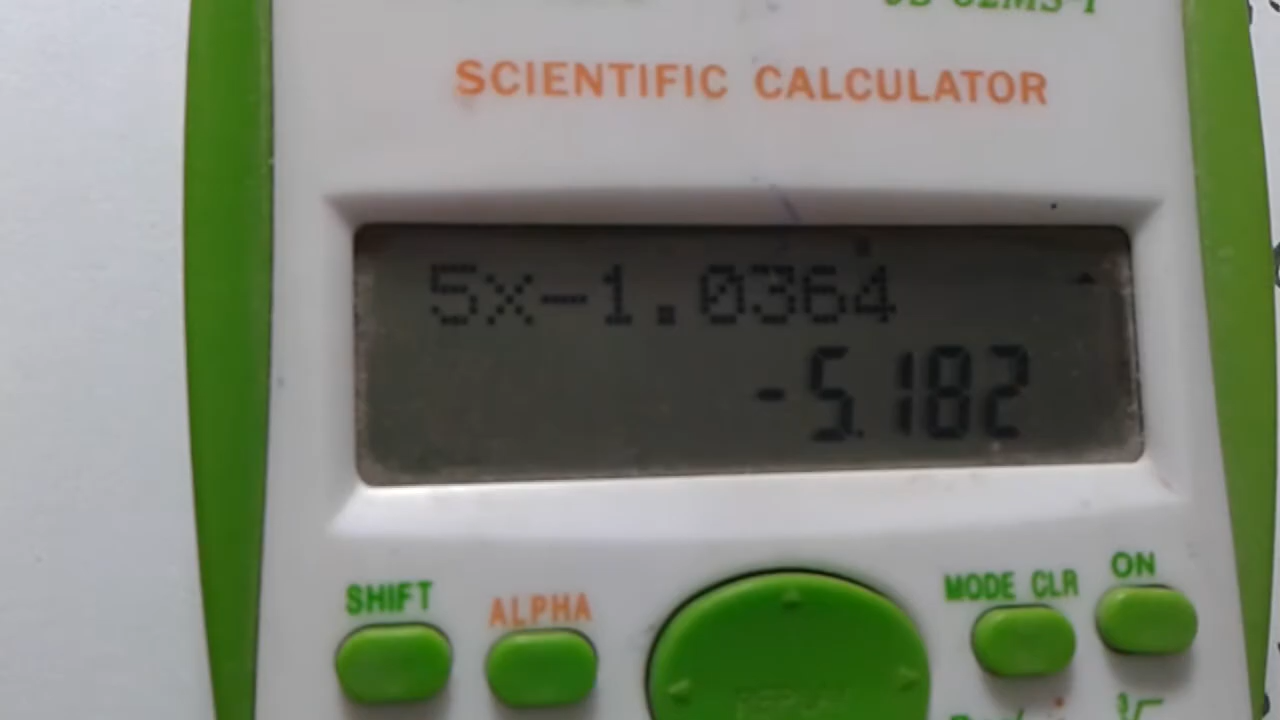 SCIENTIFIC CALCULATOR
5x-1.0364
-5.182
SHIFT
ALPHA
MODE CLR
ON